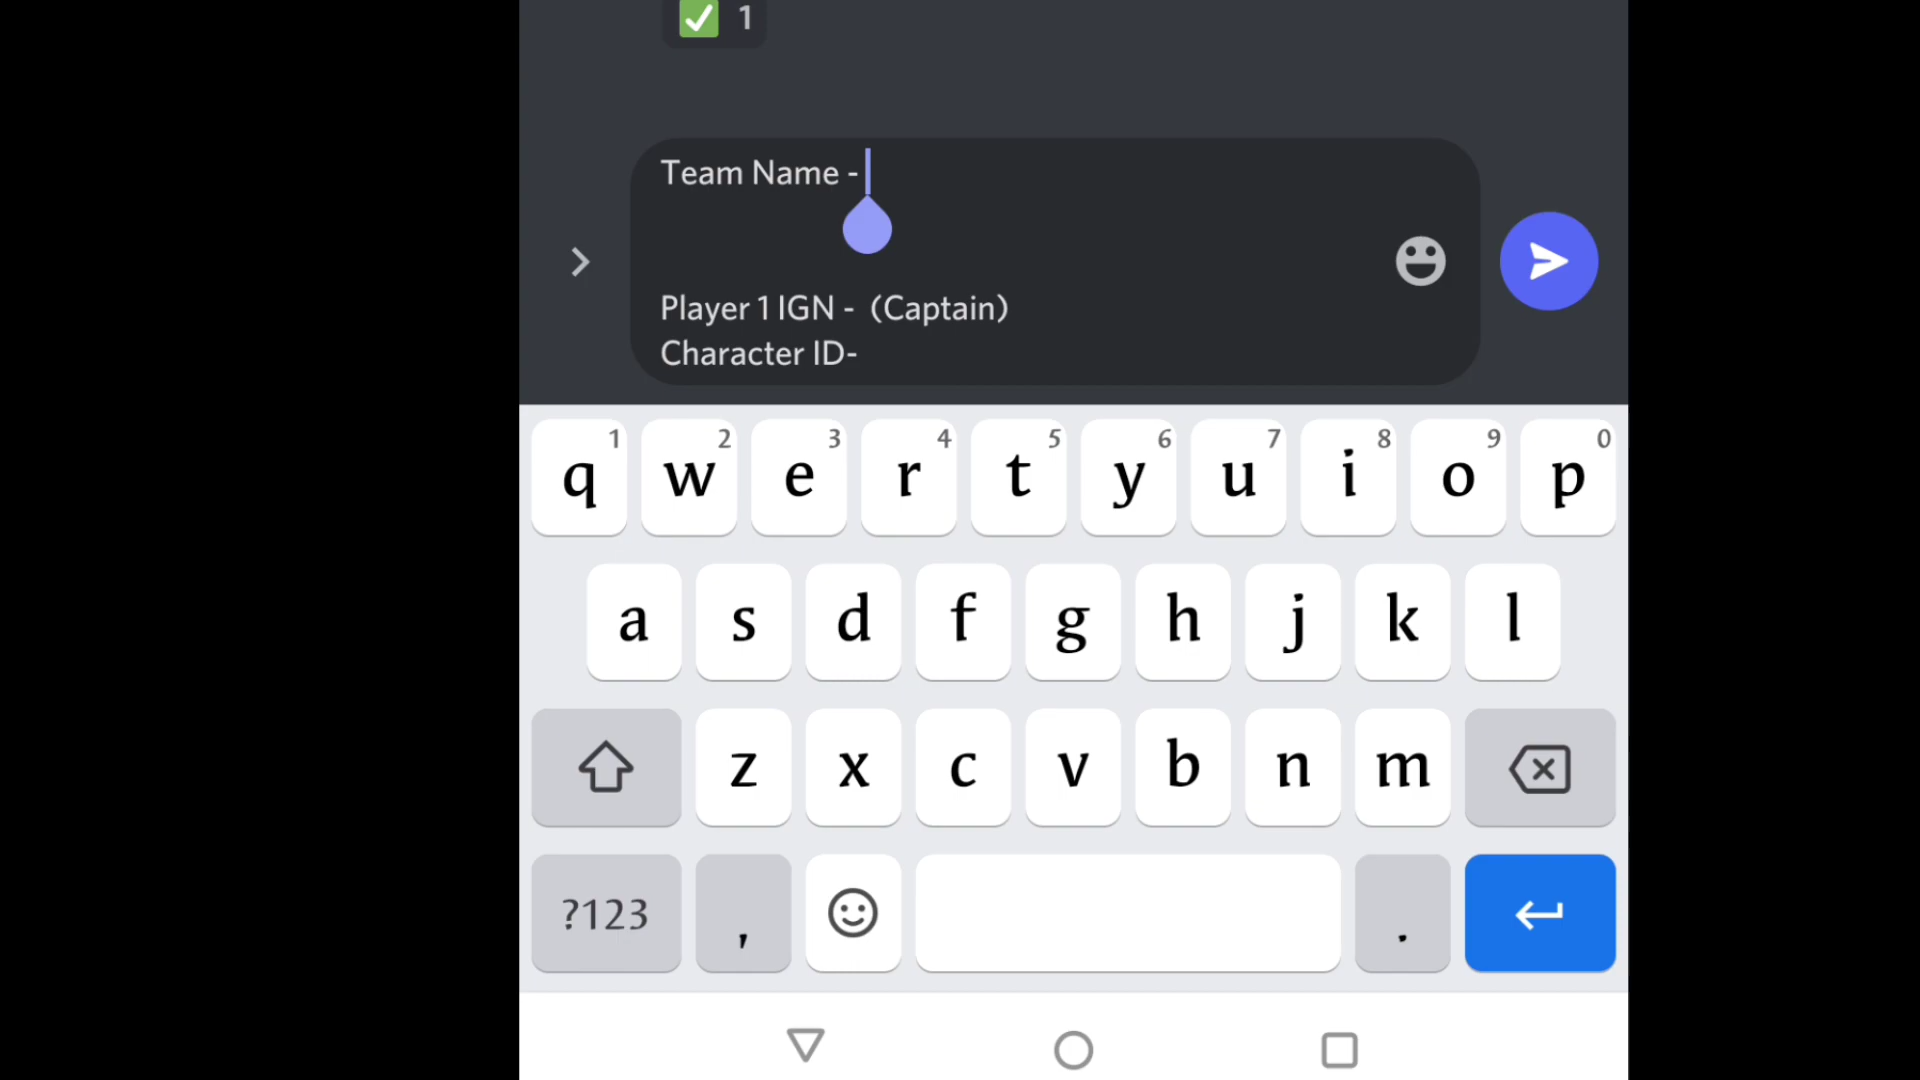 1
Team Name -
Player 1 IGN -  (Captain)
Character ID-
1 2 3 4 5 6 7 8 9 0
q w e r t y u i o p
a s d f g h j k l
z x c v b n m
?123 , .